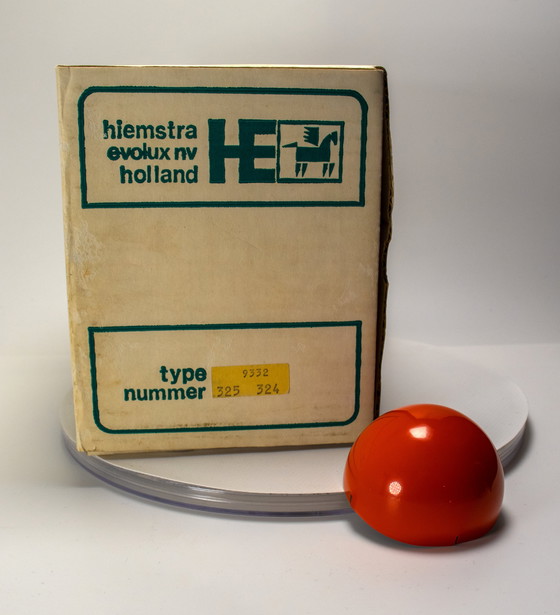 hiemstra
evolux nv
holland
HE
type
nummer
9332
325 324